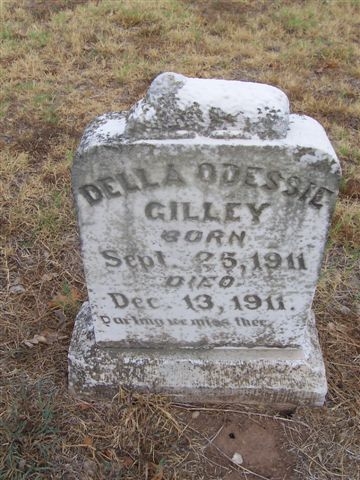 DELLA ODESSIE
GILLEY
BORN
Sept. 25, 1911
DIED
Dec. 13, 1911.
Darling we miss thee.